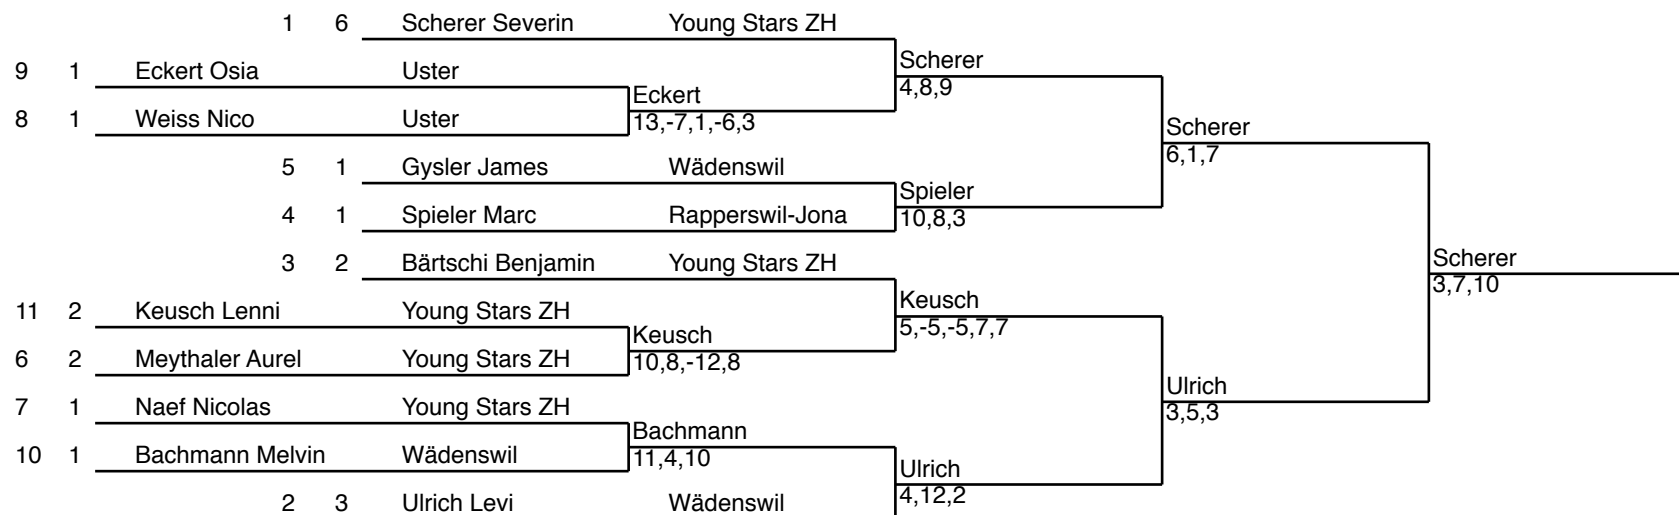 1 6 Scherer Severin Young Stars ZH
Scherer
9 1 Eckert Osia Uster
4,8,9
Eckert
8 1 Weiss Nico Uster
13,-7,1,-6,3
Scherer
6,1,7
5 1 Gysler James Wädenswil
Spieler
4 1 Spieler Marc Rapperswil-Jona
10,8,3
3 2 Bärtschi Benjamin Young Stars ZH
Scherer
3,7,10
Keusch
11 2 Keusch Lenni Young Stars ZH
5,-5,-5,7,7
Keusch
6 2 Meythaler Aurel Young Stars ZH
10,8,-12,8
Ulrich
7 1 Naef Nicolas Young Stars ZH
3,5,3
Bachmann
10 1 Bachmann Melvin Wädenswil
11,4,10
Ulrich
4,12,2
2 3 Ulrich Levi Wädenswil